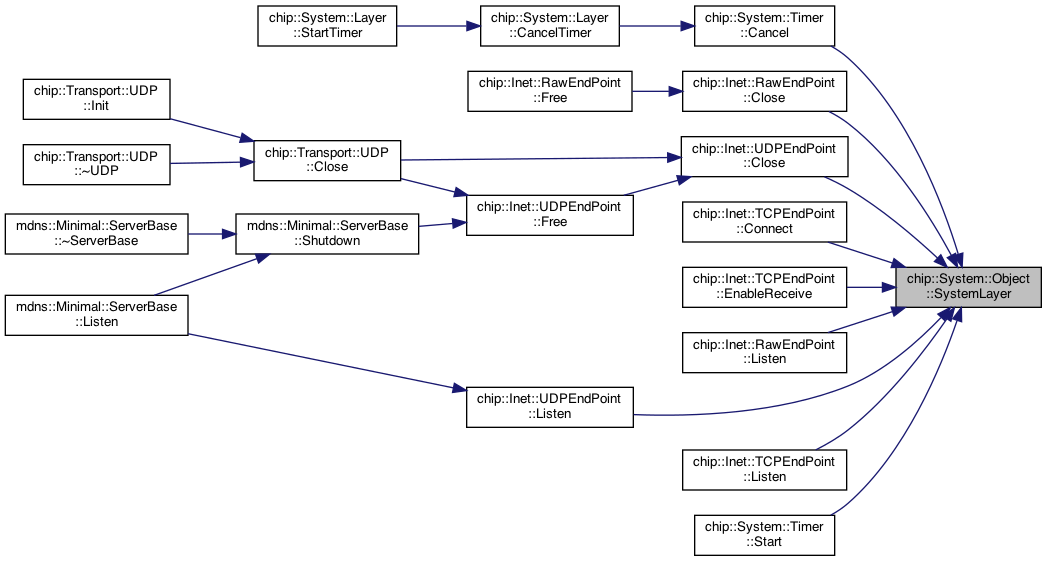 chip::System::Layer
::StartTimer
chip::System::Layer
::CancelTimer
chip::System::Timer
::Cancel
chip::Transport::UDP
::Init
chip::Inet::RawEndPoint
::Free
chip::Inet::RawEndPoint
::Close
chip::Transport::UDP
::~UDP
chip::Transport::UDP
::Close
chip::Inet::UDPEndPoint
::Close
mdns::Minimal::ServerBase
::~ServerBase
mdns::Minimal::ServerBase
::Shutdown
chip::Inet::UDPEndPoint
::Free
chip::Inet::TCPEndPoint
::Connect
chip::Inet::TCPEndPoint
::EnableReceive
chip::System::Object
::SystemLayer
mdns::Minimal::ServerBase
::Listen
chip::Inet::RawEndPoint
::Listen
chip::Inet::UDPEndPoint
::Listen
chip::Inet::TCPEndPoint
::Listen
chip::System::Timer
::Start